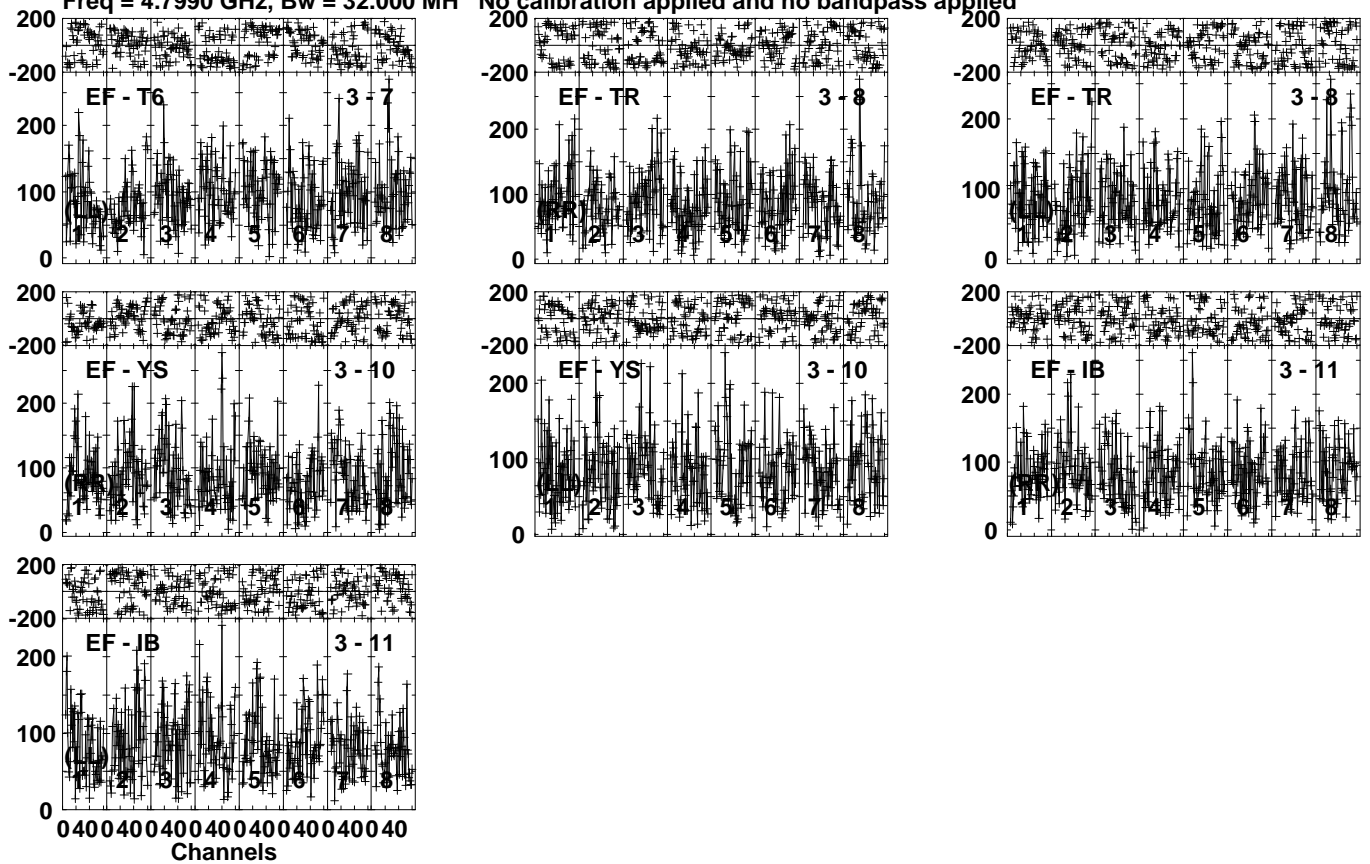 Freq = 4.7990 GHz, Bw = 32.000 MH No calibration applied and no bandpass applied
200 200 200
-200 -200 -200
EF - T6 3 - 7 EF - TR 3 - 8 EF - TR 3 - 8
200 200 200
100 100 100
(LL) (RR) (LL)
1 2 3 4 5 6 7 8 1 2 3 4 5 6 7 8 1 2 3 4 5 6 7 8
0 0 0
200 200 200
-200 -200 -200
EF - YS 3 - 10 EF - YS 3 - 10 EF - IB 3 - 11
200 200 200
100 100 100
(RR) (LL) (RR)
1 2 3 4 5 6 7 8 1 2 3 4 5 6 7 8 1 2 3 4 5 6 7 8
0 0 0
200
-200
EF - IB 3 - 11
200
100
(LL)
1 2 3 4 5 6 7 8
0
0 40 0 40 0 40 0 40 0 40 0 40 0 40 0 40
Channels